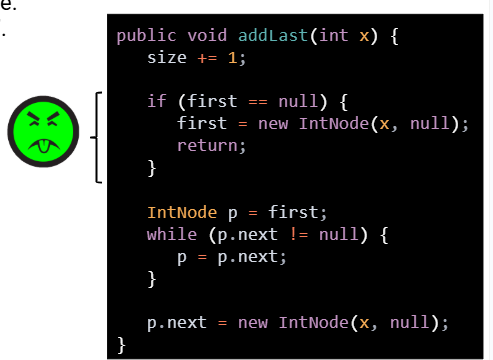 e.
.
public void addLast(int x) {
size += 1;
if (first == null) {
first = new IntNode(x, null);
return;
}
IntNode p = first;
while (p.next != null) {
p = p.next;
}
p.next = new IntNode(x, null);
}